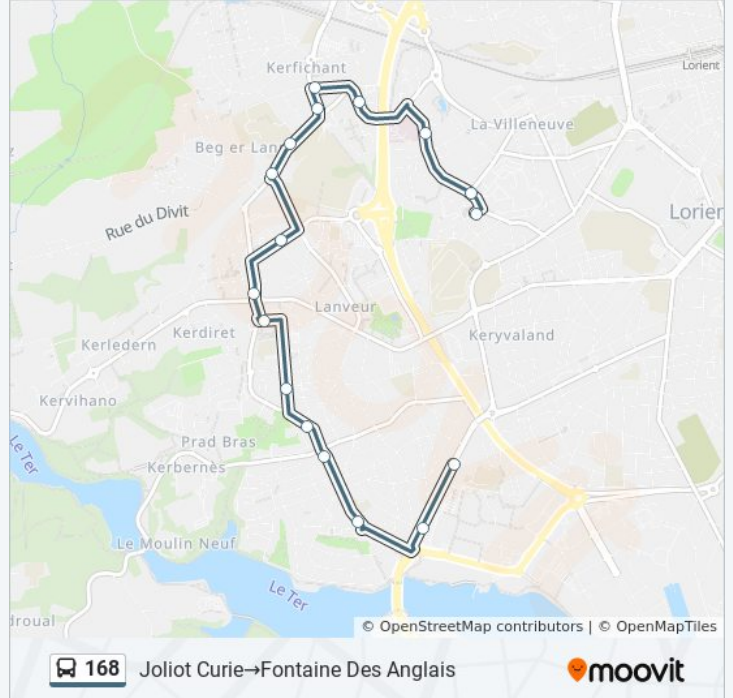 Kerfichant
Lorient
La Villeneuve
Beg er Lan
Rue du Divit
Lorien
Lanveur
Kerdiret
Keryvaland
Kerledern
Kervihano
Le Ter
Prad Bras
Kerbernès
Le Moulin Neuf
Le Ter
droual
© OpenStreetMap contributors | © OpenMapTiles
168 Joliot Curie→Fontaine Des Anglais
moovit